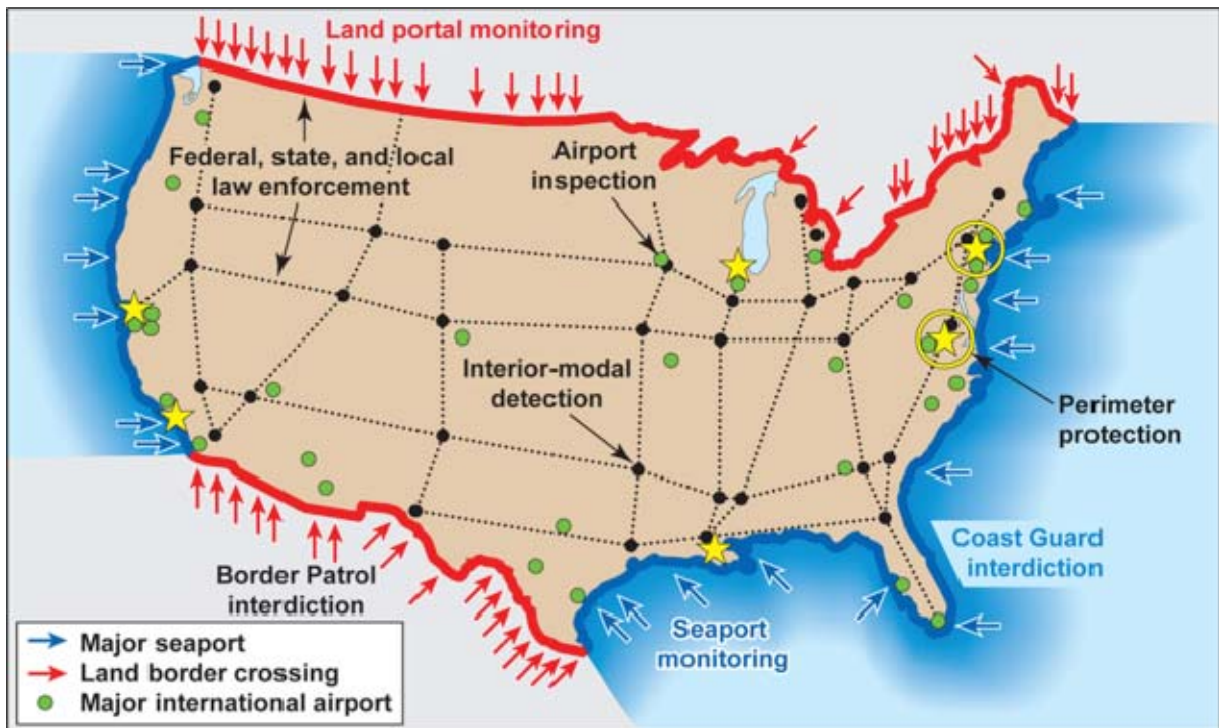 Land portal monitoring
Federal, state, and local
law enforcement
Airport
inspection
Interior-modal
detection
Perimeter
protection
Border Patrol
interdiction
Coast Guard
interdiction
Seaport
monitoring
Major seaport
Land border crossing
Major international airport